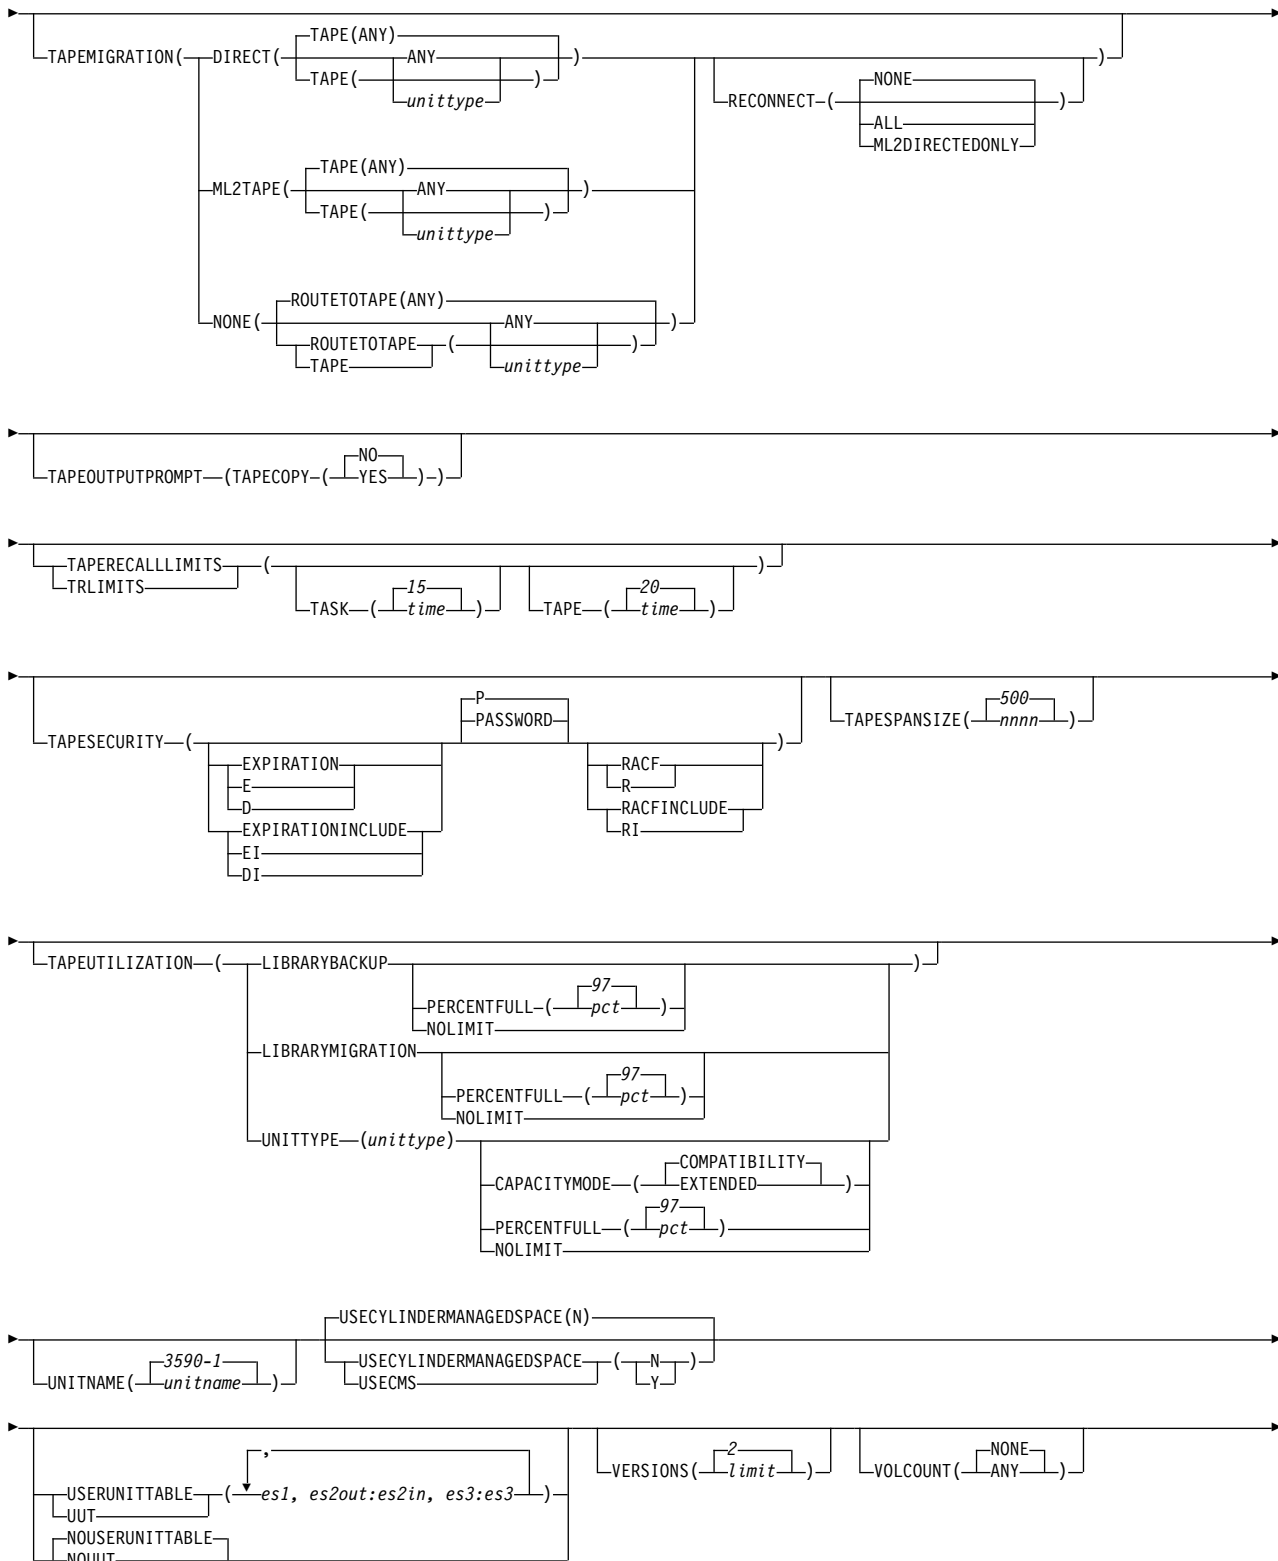 TAPEMIGRATION( DIRECT( TAPE(ANY) )
TAPE( ANY )
unittype
RECONNECT ( NONE ) )
ALL
ML2DIRECTEDONLY
ML2TAPE( TAPE(ANY) )
TAPE( ANY )
unittype
NONE( ROUTETOTAPE(ANY) )
ROUTETOTAPE ( ANY )
TAPE
unittype
TAPEOUTPUTPROMPT (TAPECOPY ( NO ) )
YES
TAPERECALLLIMITS ( )
TRLIMITS
TASK ( 15 )
time
TAPE ( 20 )
time
TAPESECURITY ( )
EXPIRATION
E
D
EXPIRATIONINCLUDE
EI
DI
P
PASSWORD
RACF
R
RACFINCLUDE
RI
TAPESPANSIZE( 500 )
nnnn
TAPEUTILIZATION ( LIBRARYBACKUP )
PERCENTFULL ( 97 )
pct
NOLIMIT
LIBRARYMIGRATION
PERCENTFULL ( 97 )
pct
NOLIMIT
UNITTYPE (unittype)
CAPACITYMODE ( COMPATIBILITY )
EXTENDED
PERCENTFULL ( 97 )
pct
NOLIMIT
UNITNAME( 3590-1 )
unitname
USECYLINDERMANAGEDSPACE(N)
USECYLINDERMANAGEDSPACE ( N )
USECMS
Y
USERUNITTABLE ( , es1, es2out:es2in, es3:es3 )
UUT
NOUSERUNITTABLE
NOUUT
VERSIONS( 2 )
limit
VOLCOUNT( NONE )
ANY